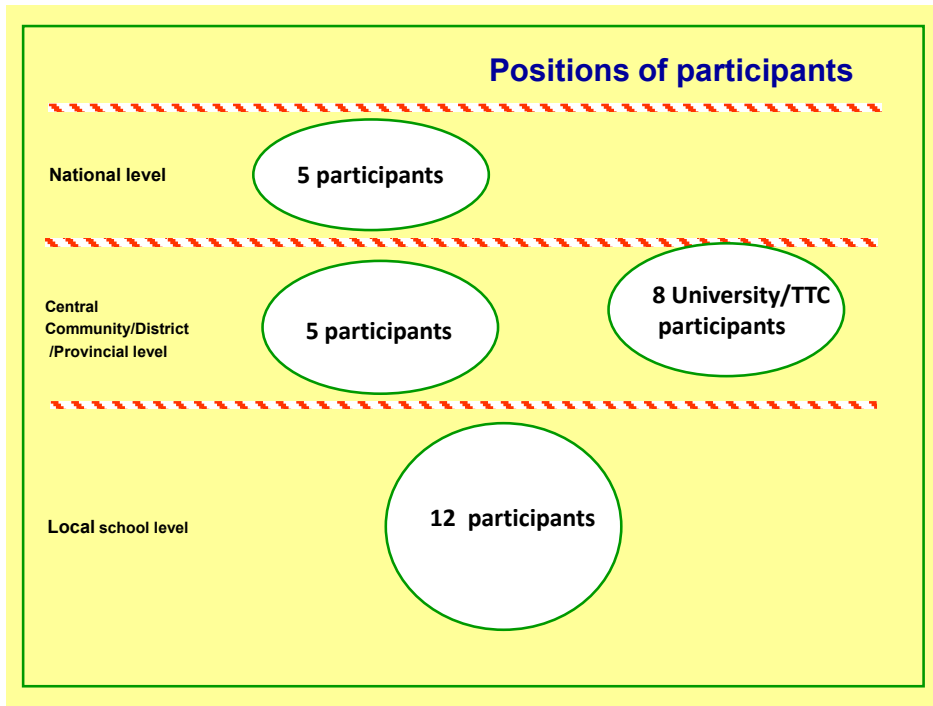 Positions of participants
National level
5 participants
Central
Community/District
/Provincial level
5 participants
8 University/TTC
participants
Local school level
12 participants